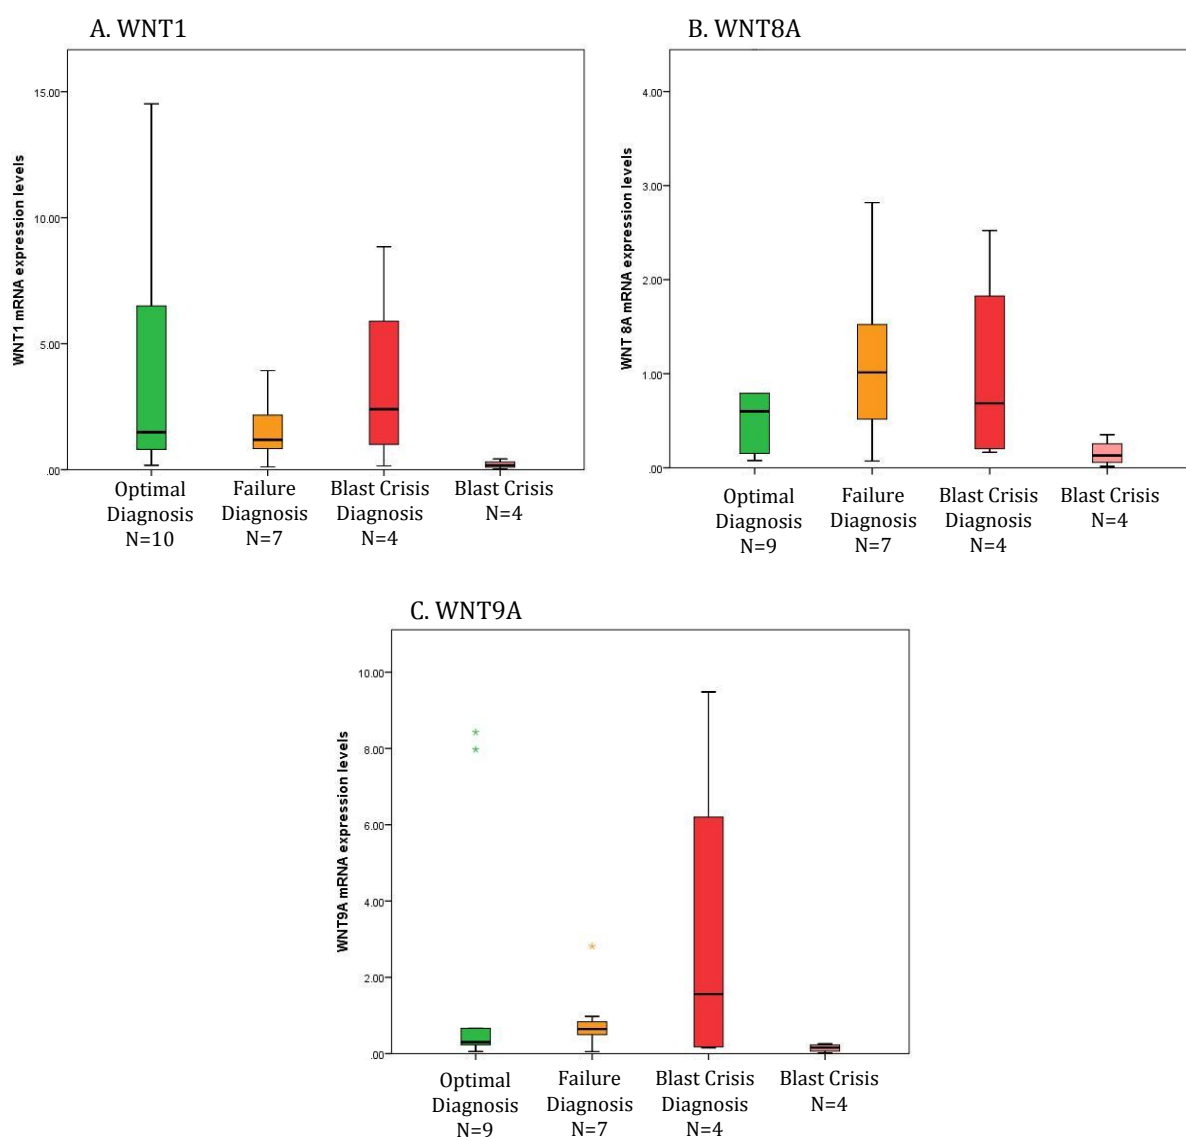 A. WNT1
WNT1 mRNA expression levels
15.00
10.00
5.00
.00
Optimal
Diagnosis
N=10
Failure
Diagnosis
N=7
Blast Crisis
Diagnosis
N=4
Blast Crisis
N=4
B. WNT8A
WNT 8A mRNA expression levels
4.00
3.00
2.00
1.00
.00
Optimal
Diagnosis
N=9
Failure
Diagnosis
N=7
Blast Crisis
Diagnosis
N=4
Blast Crisis
N=4
C. WNT9A
WNT9A mRNA expression levels
10.00
8.00
6.00
4.00
2.00
.00
Optimal
Diagnosis
N=9
Failure
Diagnosis
N=7
Blast Crisis
Diagnosis
N=4
Blast Crisis
N=4